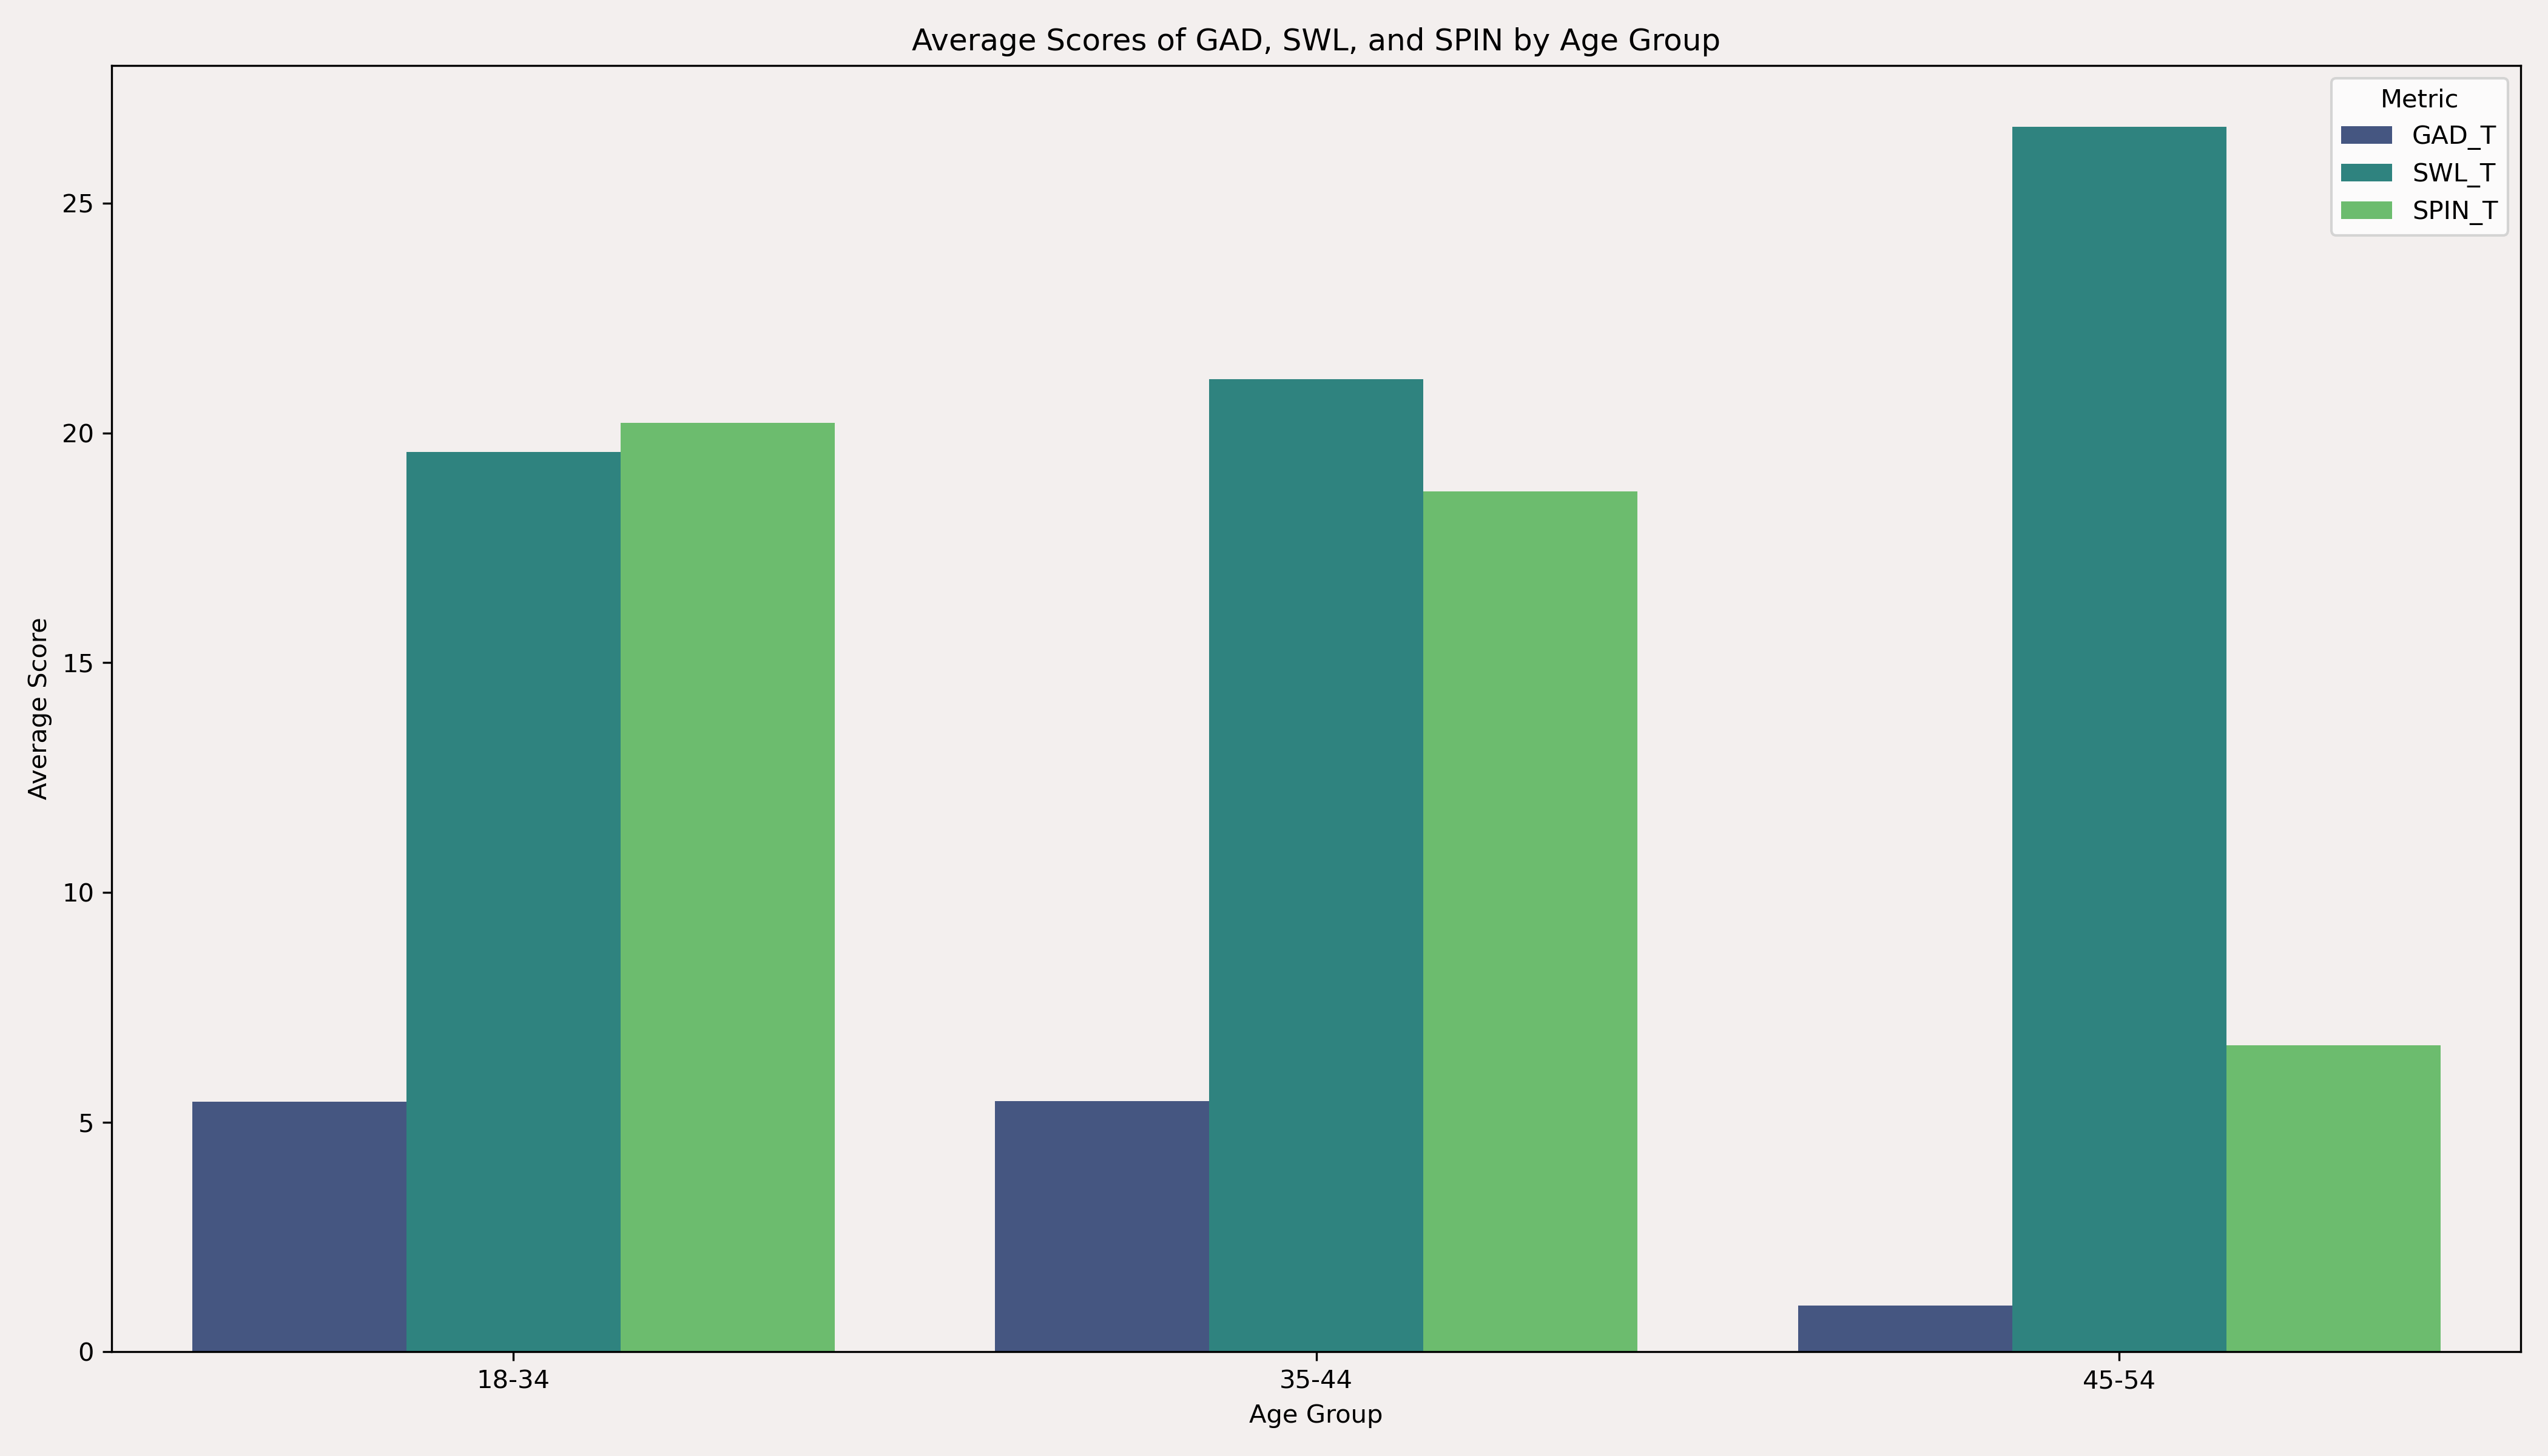 Average Scores of GAD, SWL, and SPIN by Age Group
Metric
GAD_T
SWL_T
SPIN_T
Average Score
25
20
15
10
5
0
18-34
35-44
45-54
Age Group